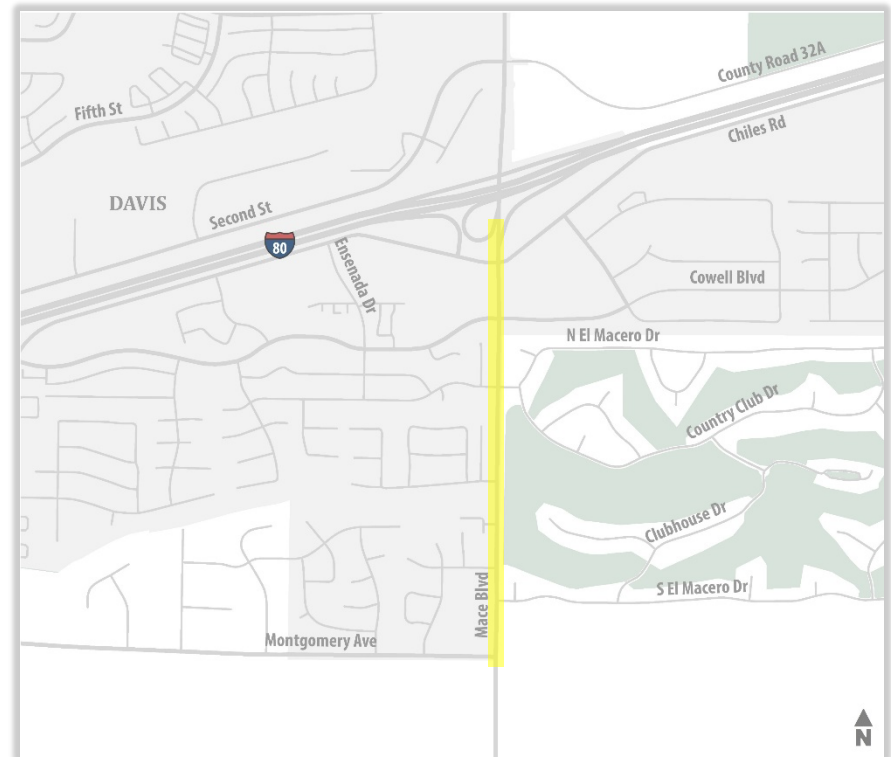 County Road 32A
Fifth St
Chiles Rd
DAVIS
Second St
80
Ensenada Dr
Cowell Blvd
N El Macero Dr
Country Club Dr
Clubhouse Dr
S El Macero Dr
Mace Blvd
Montgomery Ave
N